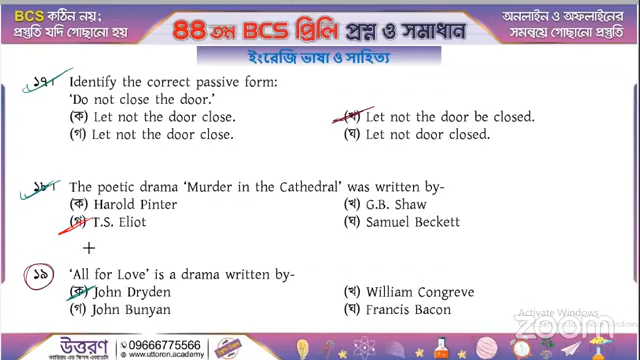 BCS কঠিন নয়;
প্রস্তুতি যদি গোছানো হয়
৪৪ তম BCS প্রিলি প্রশ্ন ও সমাধান
অনলাইন ও অফলাইনের
সমন্বয়ে গোছানো প্রস্তুতি
ইংরেজি ভাষা ও সাহিত্য
১৭। Identify the correct passive form:
'Do not close the door.'
(ক) Let not the door close. (খ) Let not the door be closed.
(গ) Let not the door close. (ঘ) Let not door closed.
১৮। The poetic drama 'Murder in the Cathedral' was written by-
(ক) Harold Pinter (খ) G.B. Shaw
(গ) T.S. Eliot (ঘ) Samuel Beckett
১৯ 'All for Love' is a drama written by-
(ক) John Dryden (খ) William Congreve
(গ) John Bunyan (ঘ) Francis Bacon
Activate Windows
zoom
উত্তরণ
09666775566
www.uttoron.academy